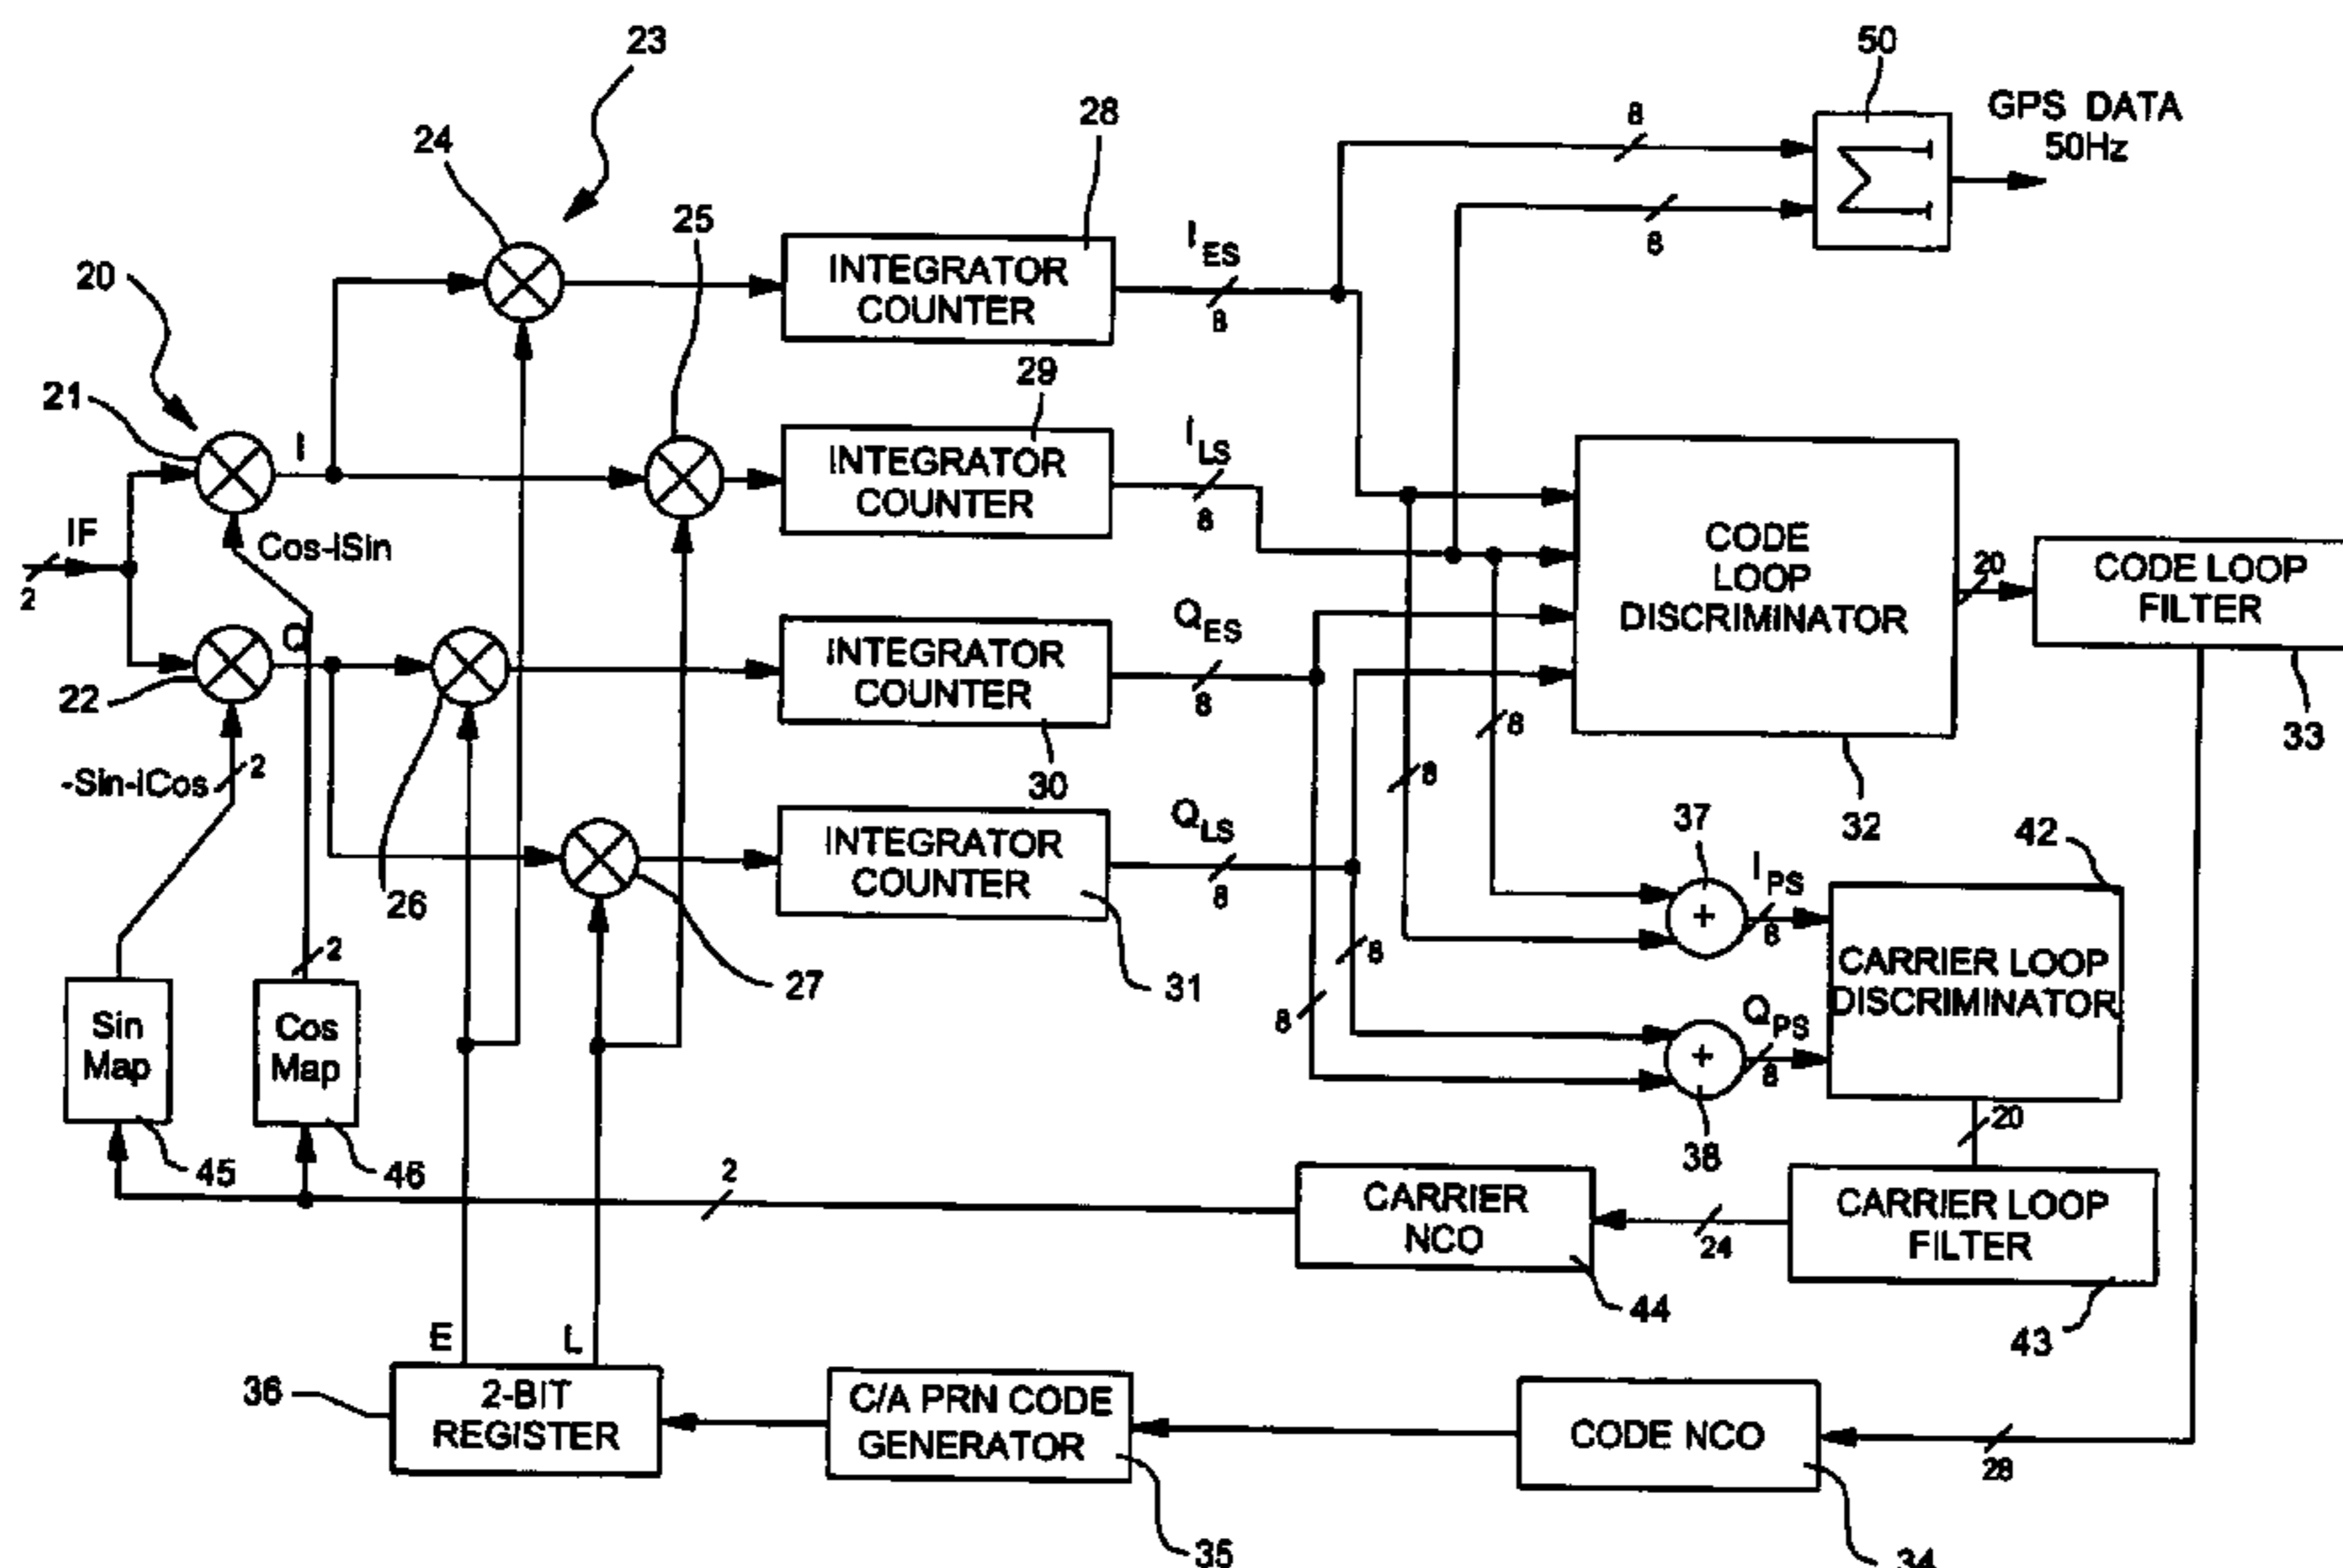 23
50
GPS DATA
50Hz
24
28
8
25
I ES
8
20
INTEGRATOR
COUNTER
8
29
21
I
I LS
INTEGRATOR
COUNTER
8
CODE
LOOP
DISCRIMINATOR
20
CODE LOOP
FILTER
33
IF
2
Cos-iSin
Q
22
Q ES
INTEGRATOR
COUNTER
8
30
8
8
32
-Sin-iCos
2
26
Q LS
INTEGRATOR
COUNTER
8
31
27
37
42
+
I PS
8
CARRIER LOOP
DISCRIMINATOR
8
8
+
Q PS
8
38
20
2
Sin
Map
Cos
Map
45
46
2
CARRIER
NCO
44
24
CARRIER LOOP
FILTER
43
E
L
36
2-BIT
REGISTER
C/A PRN CODE
GENERATOR
35
CODE NCO
34
28